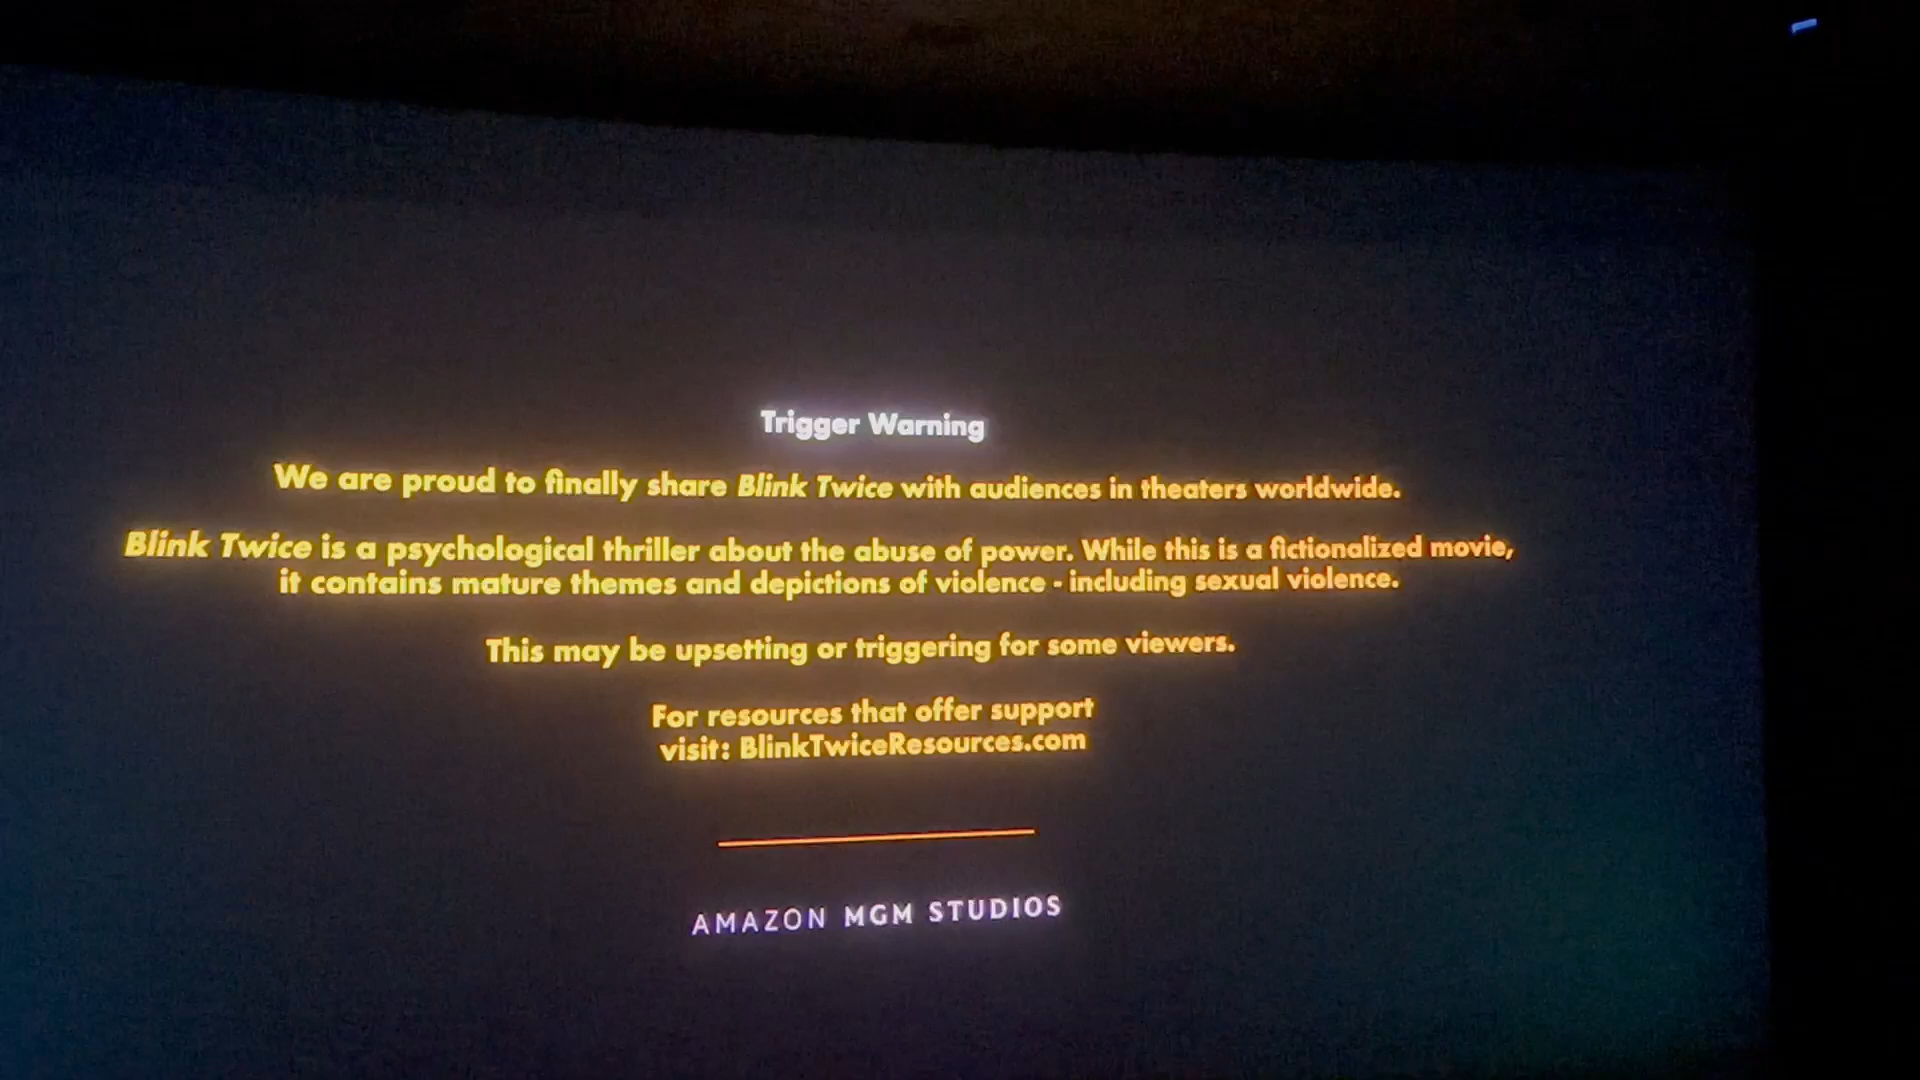 Trigger Warning
We are proud to finally share Blink Twice with audiences in theaters worldwide.
Blink Twice is a psychological thriller about the abuse of power. While this is a fictionalized movie,
it contains mature themes and depictions of violence - including sexual violence.
This may be upsetting or triggering for some viewers.
For resources that offer support
visit: BlinkTwiceResources.com
AMAZON MGM STUDIOS